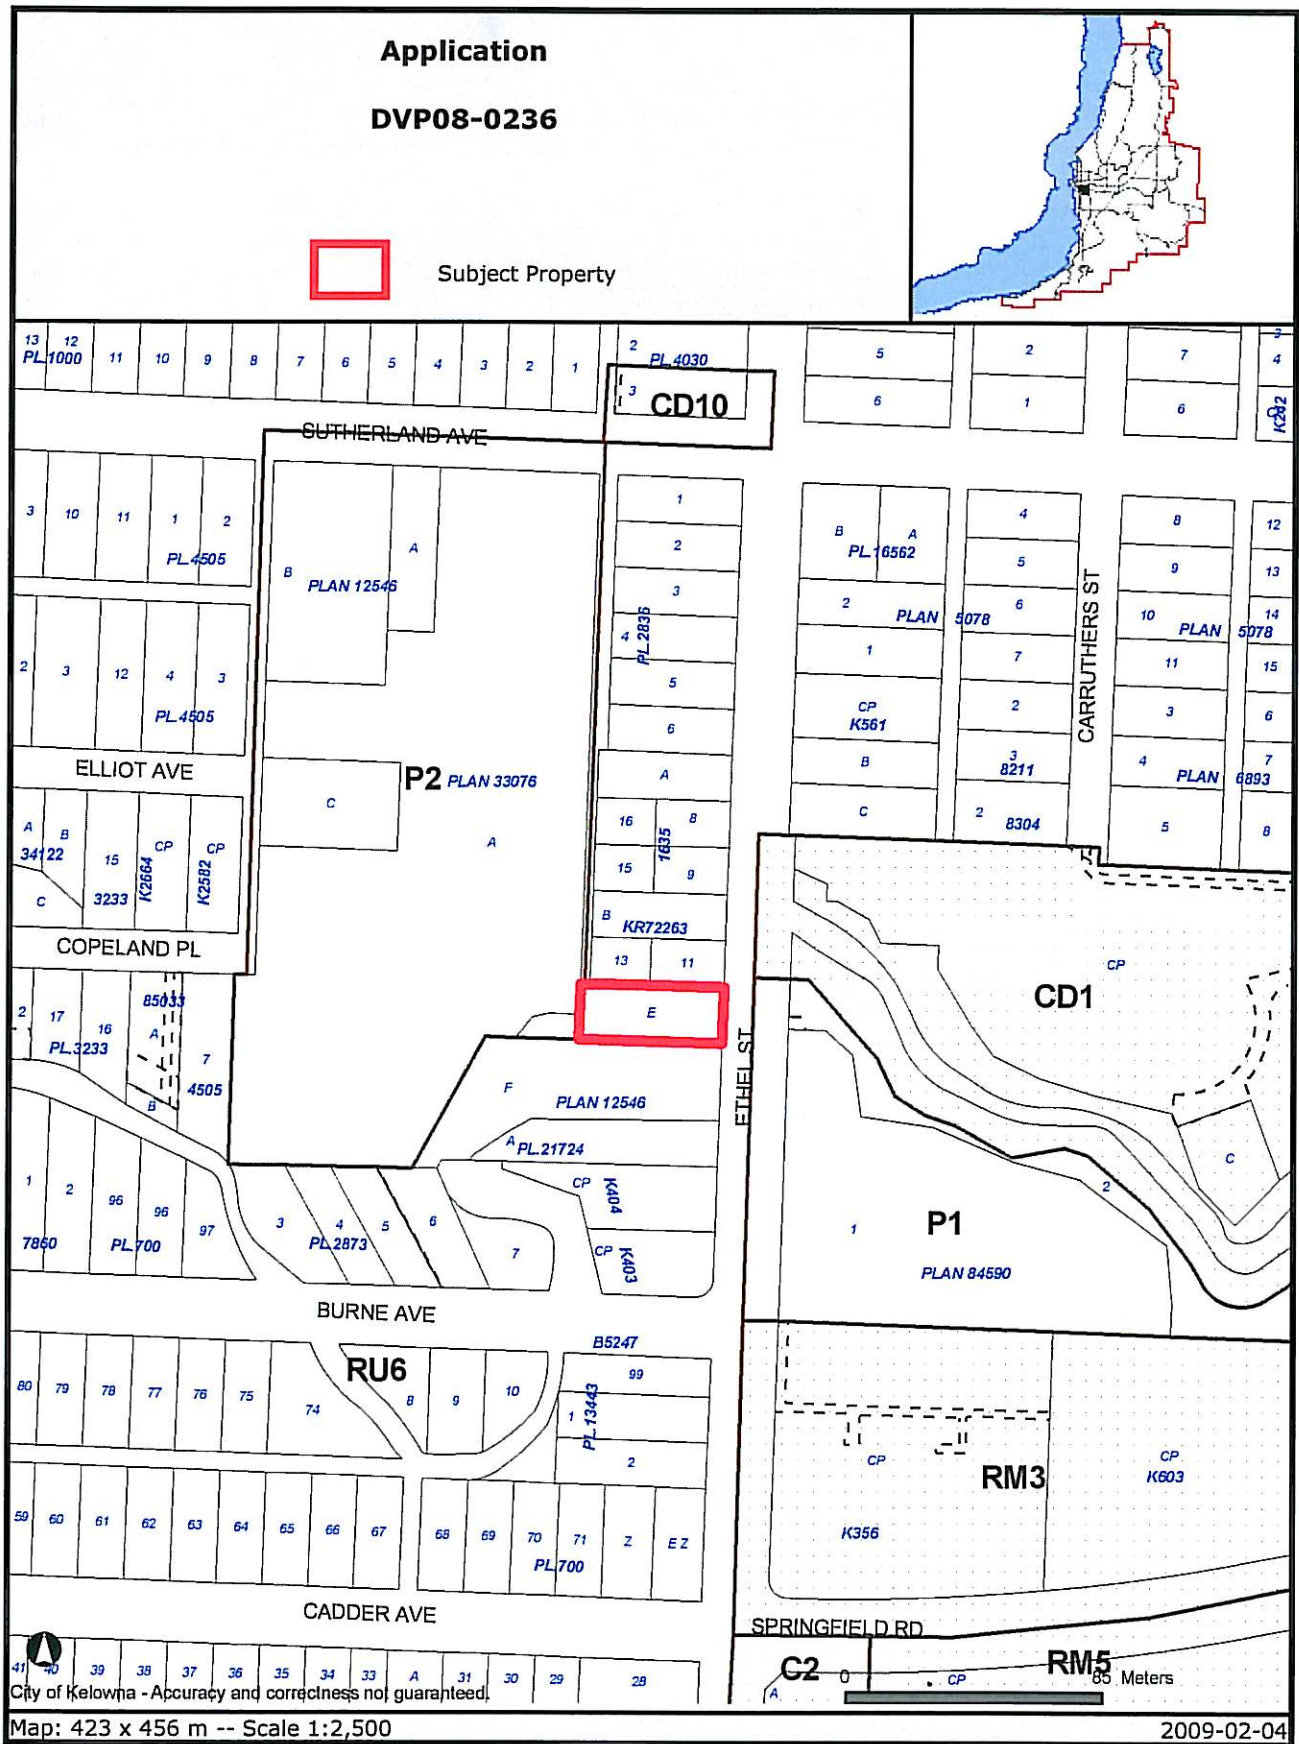 Application
DVP08-0236
Subject Property
13 12 11 10 9 8 7 6 5 4 3 2 1
PL.1000
2 PL.4030
3 CD10
5 2 7 3 4
6 1 6 K242
SUTHERLAND AVE
3 10 11 1 2
PL.4505
B PLAN 12546 A
1
2
3
4 PL.2836
5
6
B A
PL.16562
2 PLAN 5078
1
CP
K561
B
C
4
5
6
7
2
3
8211
2 8304
CARRUTHERS ST
8 12
9 13
10 PLAN 5078 14
11 15
3 6
4 PLAN 6893 7
5 8
2 3 12 4 3
PL.4505
ELLIOT AVE
P2 PLAN 33076
C
A
A
16 8
1635
15 9
B KR72263
13 11
E
A B
34122
C
15
3233
K2664 CP
K2582 CP
COPELAND PL
2 17 16
PL.3233
85033
A
B
7
4505
CP
CD1
C
ETHEL ST
F PLAN 12546
A PL.21724
CP K404
CP K403
1 2 96 96 97
7860 PL.700
3 4 5 6 7
PL.2873
2
1 P1
PLAN 84590
BURNE AVE
RU6
80 79 78 77 76 75 74
8 9 10
B5247
99
1 PL.13443
2
CP
K356
RM3
CP
K603
59 60 61 62 63 64 65 66 67
68 69 70 71 Z E Z
PL.700
CADDER AVE
SPRINGFIELD RD
C2
A
CP
RM5
0 85 Meters
41 40 39 38 37 36 35 34 33 A 31 30 29 28
City of Kelowna - Accuracy and correctness not guaranteed.
Map: 423 x 456 m -- Scale 1:2,500
2009-02-04